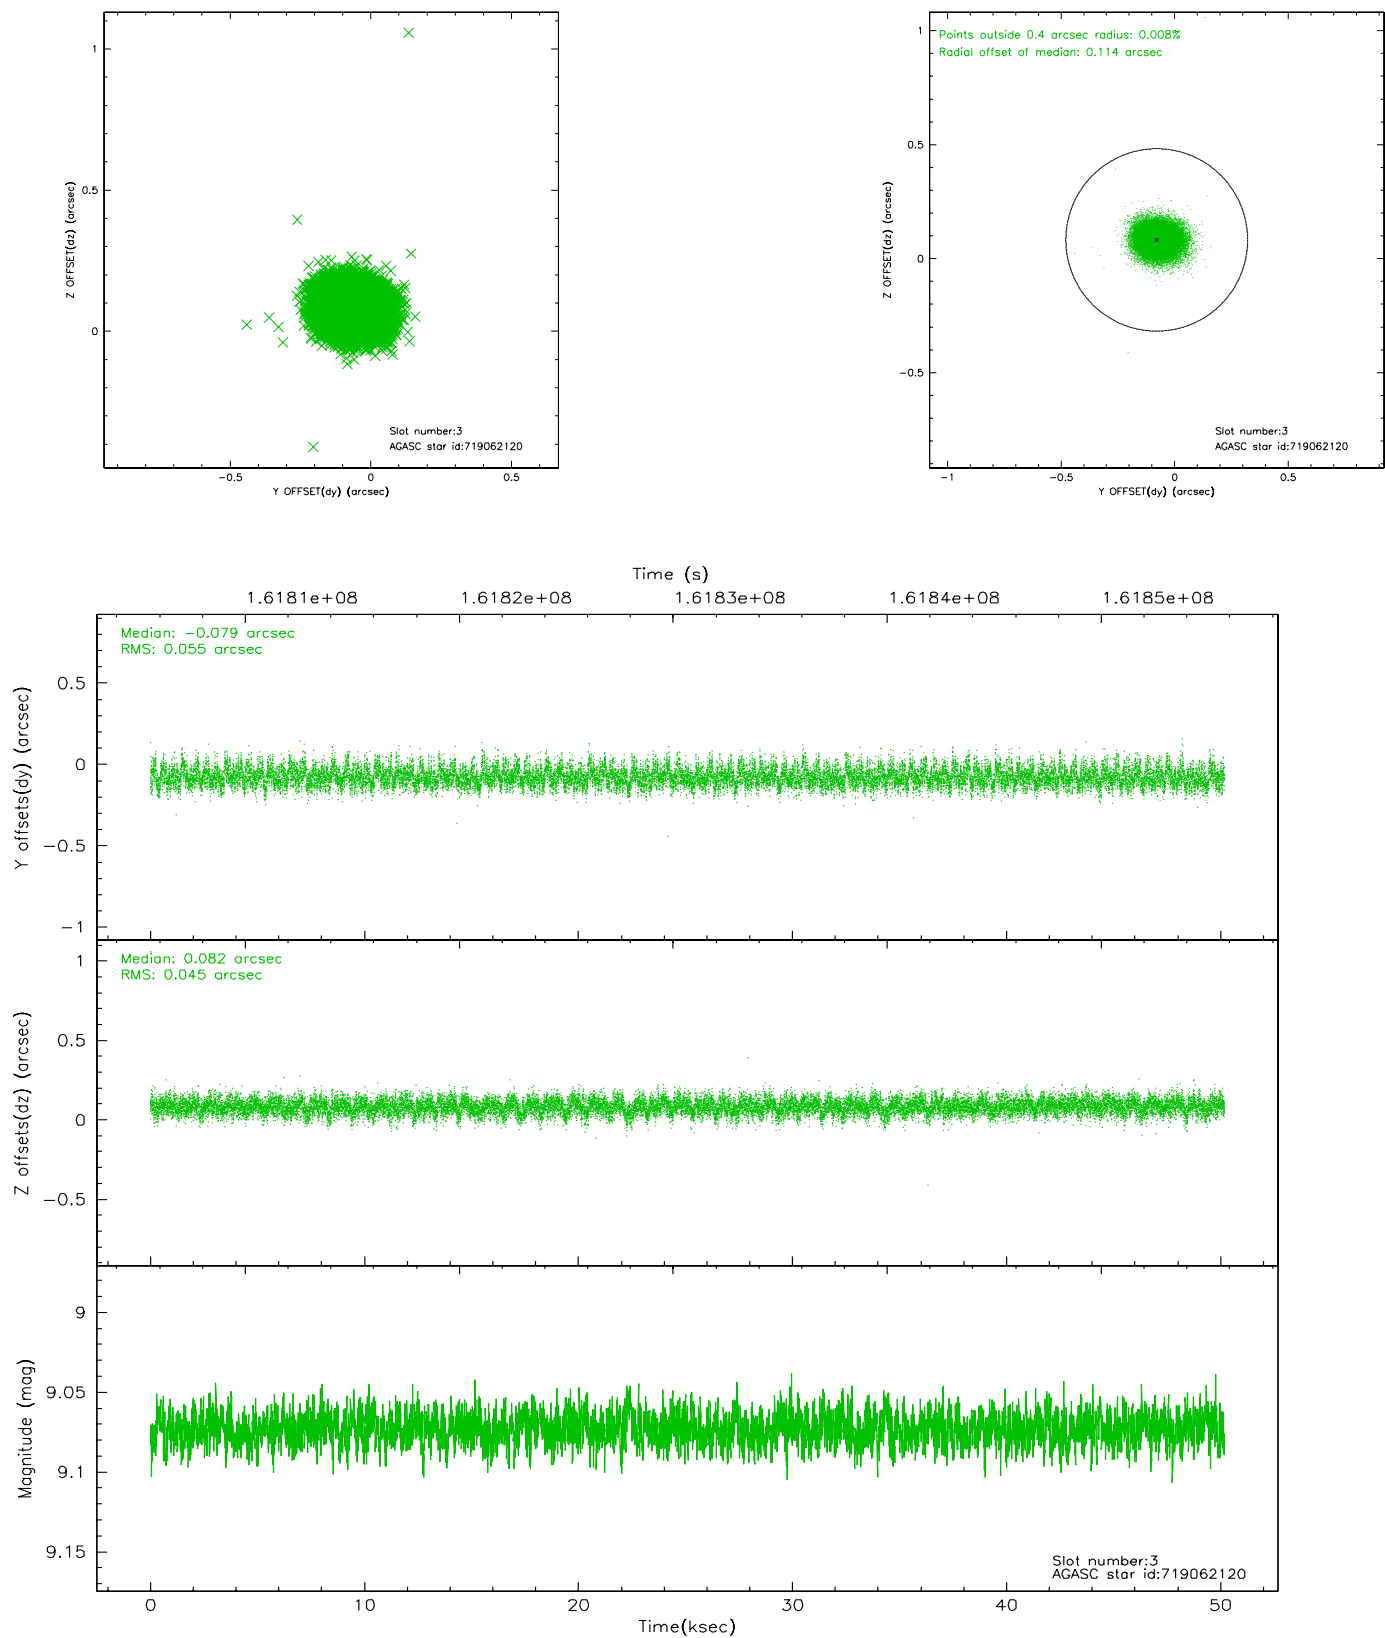 1
0.5
0
Z OFFSET(dz) (arcsec)
Slot number:3
AGASC star id:719062120
−0.5 0 0.5
Y OFFSET(dy) (arcsec)
Points outside 0.4 arcsec radius: 0.008%
Radial offset of median: 0.114 arcsec
1
0.5
0
−0.5
Z OFFSET(dz) (arcsec)
Slot number:3
AGASC star id:719062120
−1 −0.5 0 0.5
Y OFFSET(dy) (arcsec)
Time (s)
1.6181e+08 1.6182e+08 1.6183e+08 1.6184e+08 1.6185e+08
Median: −0.079 arcsec
RMS: 0.055 arcsec
0.5
0
−0.5
−1
Y offsets(dy) (arcsec)
Median: 0.082 arcsec
RMS: 0.045 arcsec
1
0.5
0
−0.5
Z offsets(dz) (arcsec)
9
9.05
9.1
9.15
Magnitude (mag)
Slot number:3
AGASC star id:719062120
0 10 20 30 40 50
Time(ksec)